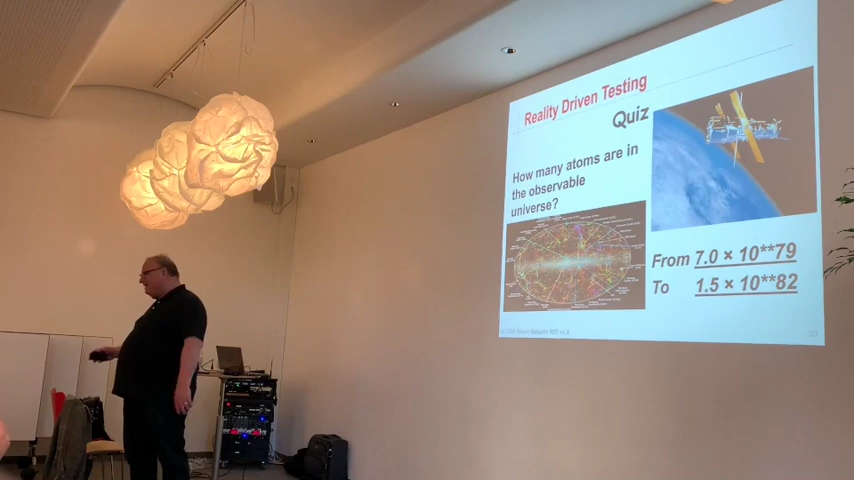 Reality Driven Testing
Quiz
How many atoms are in
the observable
universe?
From 7.0 × 10**79
To 1.5 × 10**82